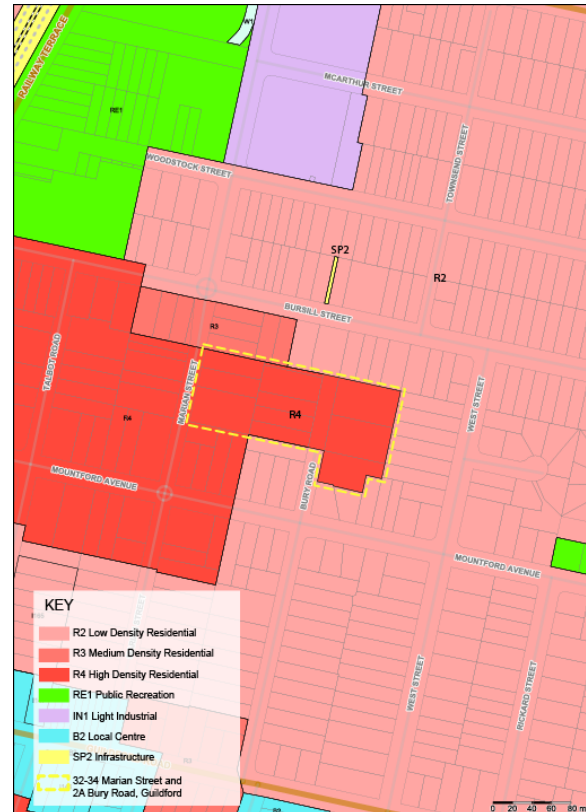 W1
RAILWAY TERRACE
MCARTHUR STREET
RE1
WOODSTOCK STREET
TOWNSEND STREET
SP2
R2
BURSILL STREET
R3
TALBOT ROAD
MARIAN STREET
WEST STREET
R4
R4
MOUNTFORD AVENUE
BURY ROAD
MOUNTFORD AVENUE
KEY
R2 Low Density Residential
R3 Medium Density Residential
R4 High Density Residential
RE1 Public Recreation
IN1 Light Industrial
B2 Local Centre
SP2 Infrastructure
32-34 Marian Street and
2A Bury Road, Guildford
STREET
WEST STREET
RICKARD STREET
R3
0 20 40 60 80 m